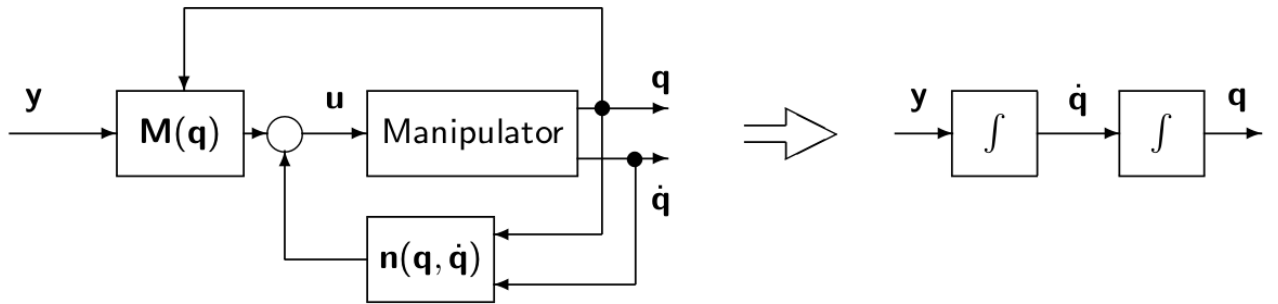 y
M(q)
u
Manipulator
q
q̇
n(q, q̇)
y
∫
q̇
∫
q